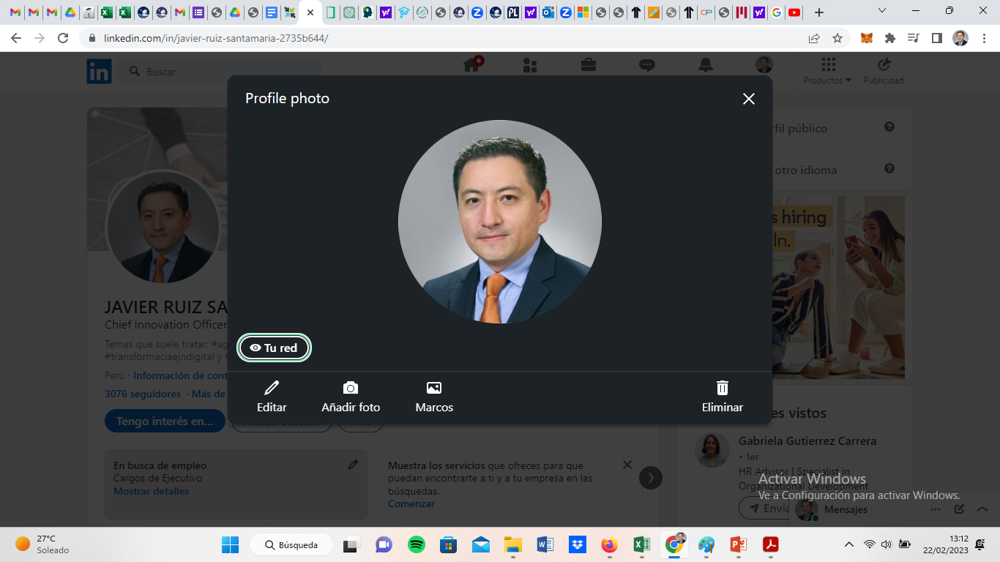 linkedin.com/in/javier-ruiz-santamaria-2735b644/
in
Buscar
Productos
Publicidad
Profile photo
fil público
otro idioma
s hiring
In.
JAVIER RUIZ SA
Chief Innovation Officer
Temas que suele tratar: #ag
#transformaciaejndigital y #
Perú · Información de cont
3076 seguidores · Más de
Tengo interés en...
Tu red
Editar
Añadir foto
Marcos
Eliminar
En busca de empleo
Cargos de Ejecutivo
Mostrar detalles
Muestra los servicios que ofreces para que
puedan encontrarte a ti y a tu empresa en las
búsquedas.
Comenzar
es vistos
Gabriela Gutierrez Carrera
• 1er
HR Advisor | Specialist in
Organizational Development
Envia
Activar Windows
Ve a Configuración para activar Windows.
Mensajes
27°C
Soleado
Búsqueda
13:12
22/02/2023